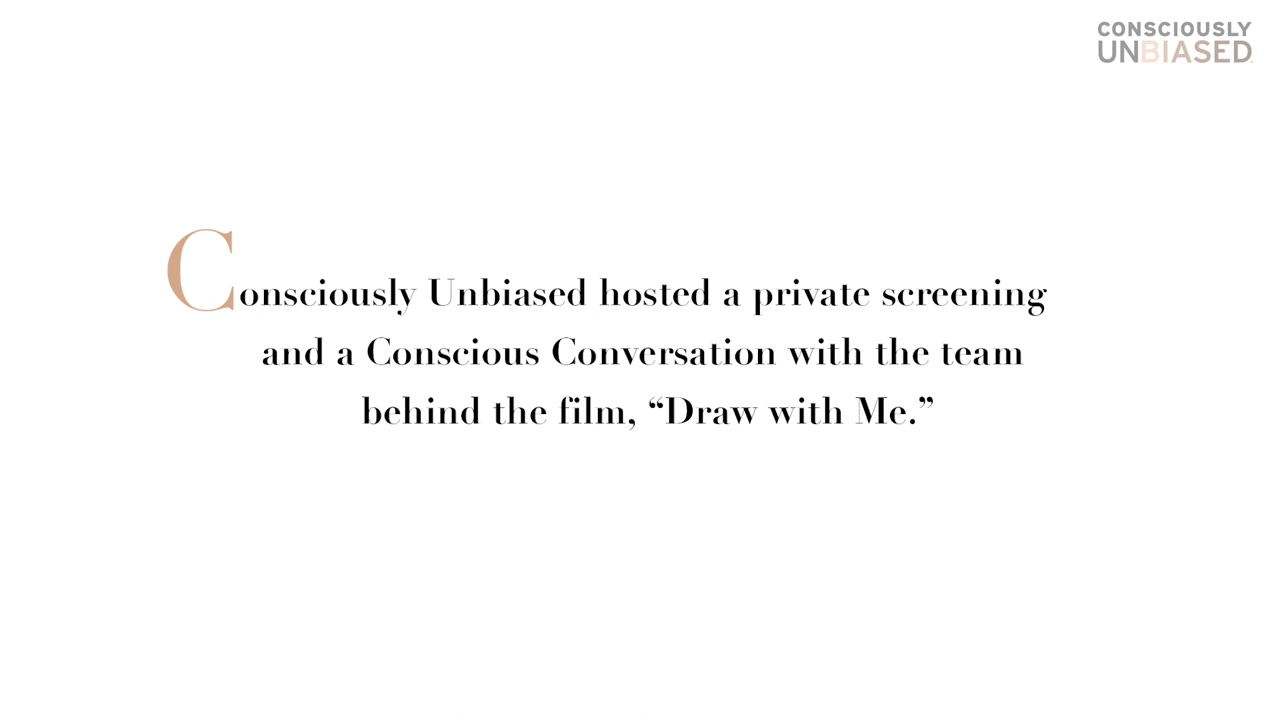 CONSCIOUSLY
UNBIASED
Consciously Unbiased hosted a private screening
and a Conscious Conversation with the team
behind the film, “Draw with Me.”